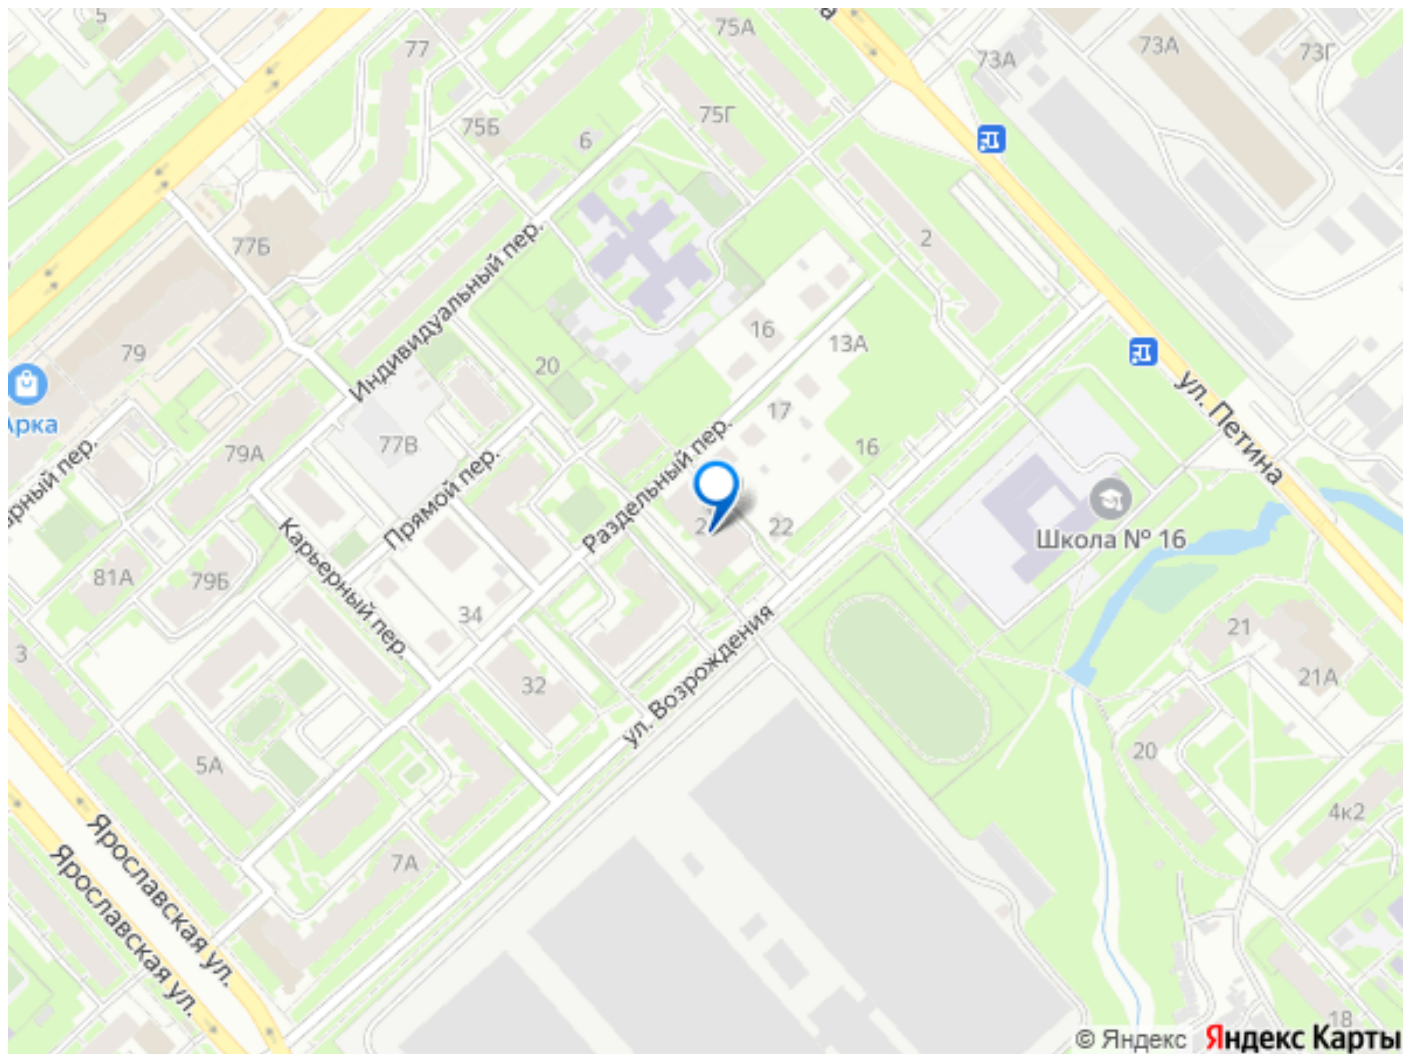 5
77
75А
73А
73А
73Г
75Б
6
75Г
77Б
Индивидуальный пер.
2
79
20
16
13А
ул. Петина
Арка
79А
77В
17
16
Раздельный пер.
Прямой пер.
22
Школа № 16
81А
79Б
Карьерный пер.
34
3
32
ул. Возрождения
21
21А
5А
20
4к2
7А
Ярославская ул.
Ярославская ул.
18
© Яндекс Яндекс Карты